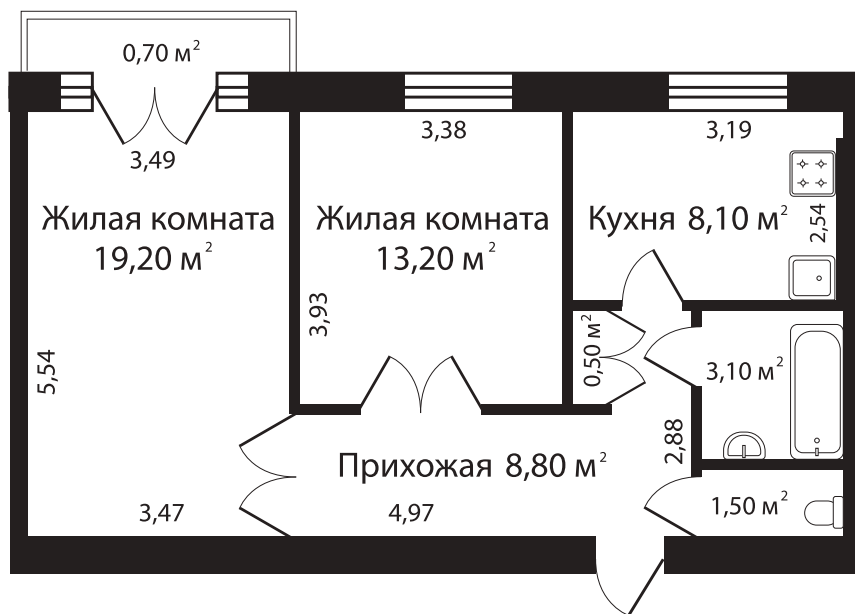 0,70 м²
3,49
3,38
3,19
Жилая комната
19,20 м²
Жилая комната
13,20 м²
Кухня 8,10 м²
2,54
3,93
5,54
0,50 м²
3,10 м²
2,88
Прихожая 8,80 м²
3,47
4,97
1,50 м²